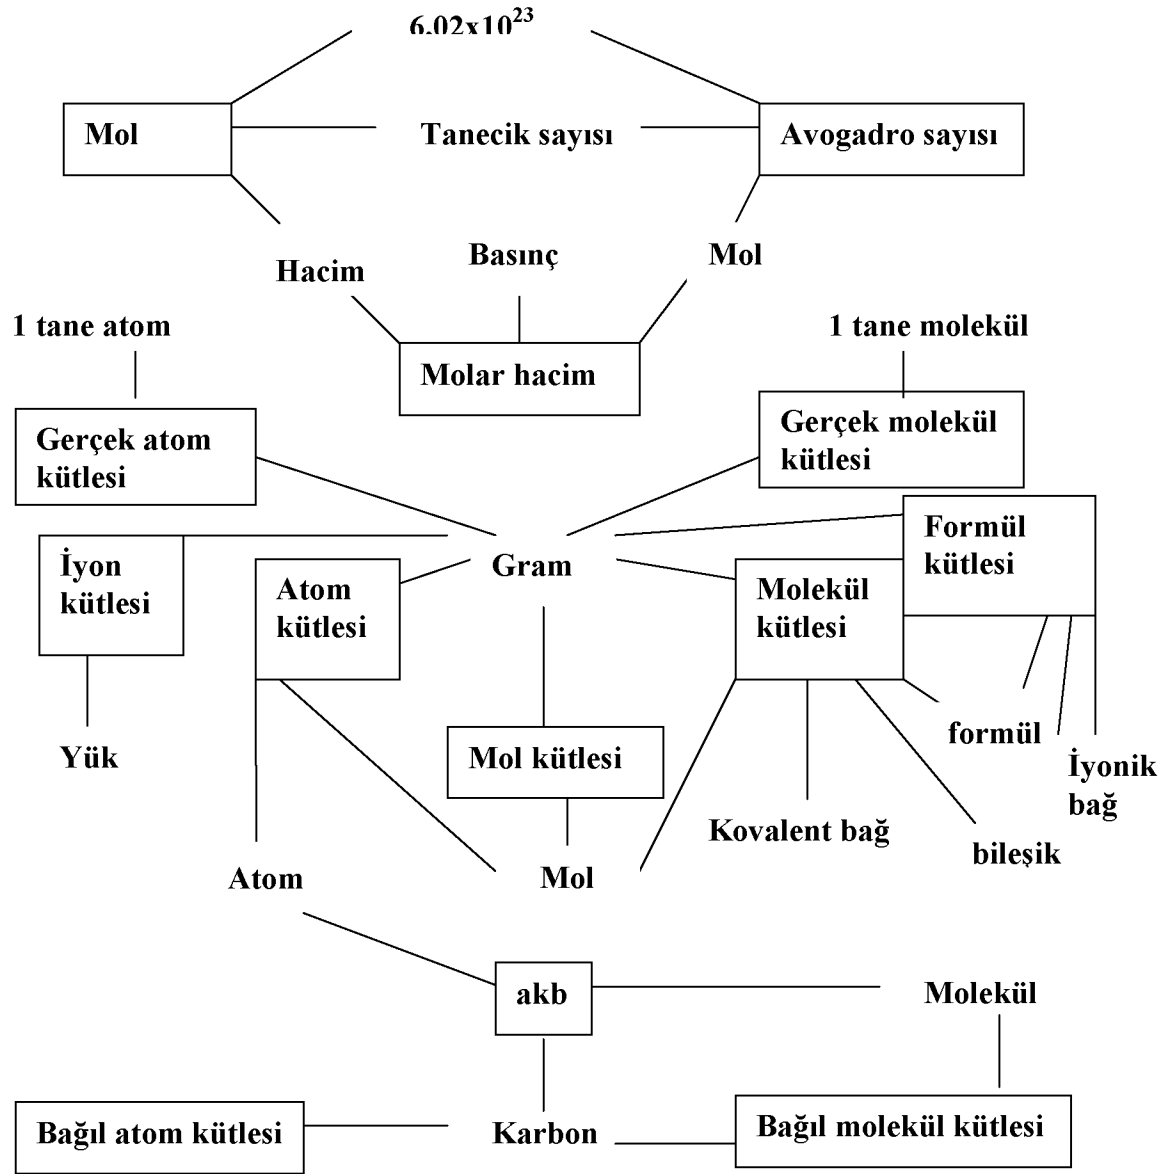 6.02x10²³
Mol
Tanecik sayısı
Avogadro sayısı
Hacim
Basınç
Mol
1 tane atom
1 tane molekül
Molar hacim
Gerçek atom
kütlesi
Gerçek molekül
kütlesi
İyon
kütlesi
Atom
kütlesi
Gram
Molekül
kütlesi
Formül
kütlesi
Yük
Mol kütlesi
formül
İyonik
bağ
Kovalent bağ
bileşik
Atom
Mol
akb
Molekül
Bağıl atom kütlesi
Karbon
Bağıl molekül kütlesi